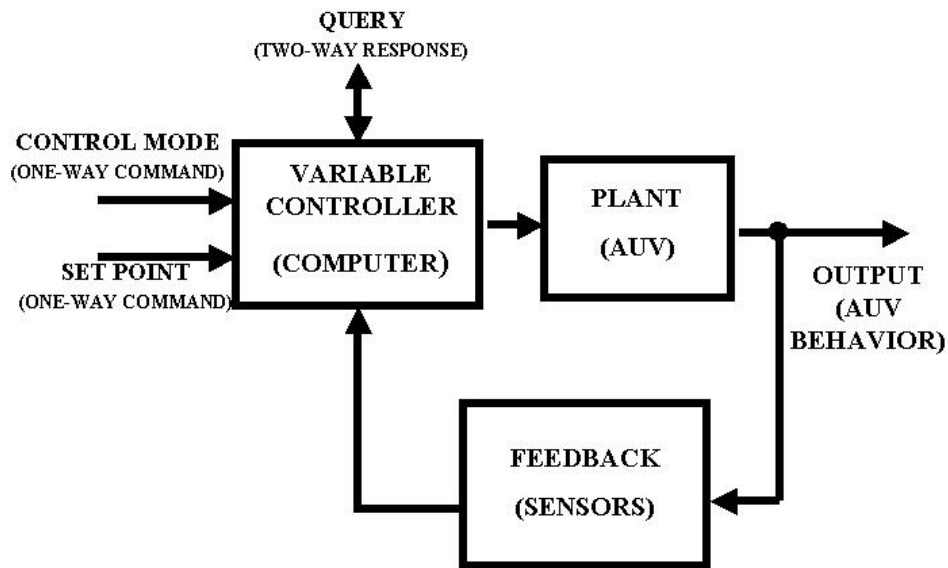 QUERY
(TWO-WAY RESPONSE)
CONTROL MODE
(ONE-WAY COMMAND)
SET POINT
(ONE-WAY COMMAND)
VARIABLE
CONTROLLER
(COMPUTER)
PLANT
(AUV)
OUTPUT
(AUV
BEHAVIOR)
FEEDBACK
(SENSORS)